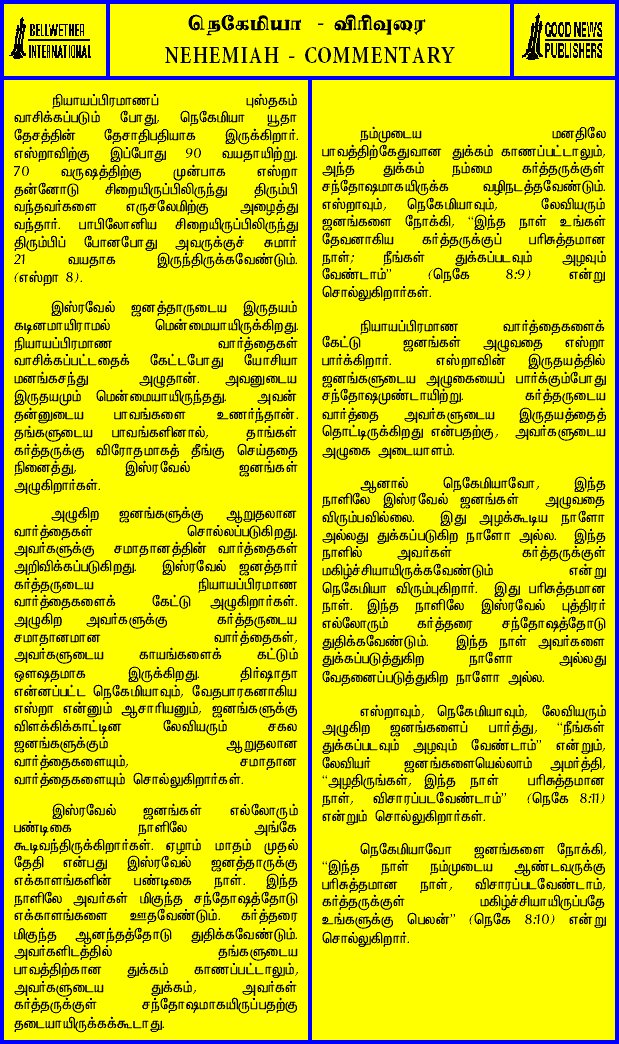 BELLWETHER
INTERNATIONAL
நெகேமியா - விரிவுரை
NEHEMIAH - COMMENTARY
GOOD NEWS
PUBLISHERS
நியாயப்பிரமாணப் புஸ்தகம்
வாசிக்கப்படும் போது, நெகேமியா யூதா
தேசத்தின் தேசாதிபதியாக இருக்கிறார்.
எஸ்றாவிற்கு இப்போது 90 வயதாயிற்று.
70 வருஷத்திற்கு முன்பாக எஸ்றா
தன்னோடு சிறையிருப்பிலிருந்து திரும்பி
வந்தவர்களை எருசலேமிற்கு அழைத்து
வந்தார். பாபிலோனிய சிறையிருப்பிலிருந்து
திரும்பிப் போனபோது அவருக்குச் சுமார்
21 வயதாக இருந்திருக்கவேண்டும்.
(எஸ்றா 8).
இஸ்ரவேல் ஜனத்தாருடைய இருதயம்
கடினமாயிராமல் மென்மையாயிருக்கிறது.
நியாயப்பிரமாண வார்த்தைகள்
வாசிக்கப்பட்டதைக் கேட்டபோது யோசியா
மனங்கசந்து அழுதான். அவனுடைய
இருதயமும் மென்மையாயிருந்தது. அவன்
தன்னுடைய பாவங்களை உணர்ந்தான்.
தங்களுடைய பாவங்களினால், தாங்கள்
கர்த்தருக்கு விரோதமாகத் தீங்கு செய்ததை
நினைத்து, இஸ்ரவேல் ஜனங்கள்
அழுகிறார்கள்.
அழுகிற ஜனங்களுக்கு ஆறுதலான
வார்த்தைகள் சொல்லப்படுகிறது.
அவர்களுக்கு சமாதானத்தின் வார்த்தைகள்
அறிவிக்கப்படுகிறது. இஸ்ரவேல் ஜனத்தார்
கர்த்தருடைய நியாயப்பிரமாண
வார்த்தைகளைக் கேட்டு அழுகிறார்கள்.
அழுகிற அவர்களுக்கு கர்த்தருடைய
சமாதானமான வார்த்தைகள்,
அவர்களுடைய காயங்களைக் கட்டும்
ஔஷதமாக இருக்கிறது. திர்ஷாதா
என்னப்பட்ட நெகேமியாவும், வேதபாரகனாகிய
எஸ்றா என்னும் ஆசாரியனும், ஜனங்களுக்கு
விளக்கிக்காட்டின லேவியரும் சகல
ஜனங்களுக்கும் ஆறுதலான
வார்த்தைகளையும், சமாதான
வார்த்தைகளையும் சொல்லுகிறார்கள்.
இஸ்ரவேல் ஜனங்கள் எல்லோரும்
பண்டிகை நாளிலே அங்கே
கூடிவந்திருக்கிறார்கள். ஏழாம் மாதம் முதல்
தேதி என்பது இஸ்ரவேல் ஜனத்தாருக்கு
எக்காளங்களின் பண்டிகை நாள். இந்த
நாளிலே அவர்கள் மிகுந்த சந்தோஷத்தோடு
எக்காளங்களை ஊதவேண்டும். கர்த்தரை
மிகுந்த ஆனந்தத்தோடு துதிக்கவேண்டும்.
அவர்களிடத்தில் தங்களுடைய
பாவத்திற்கான துக்கம் காணப்பட்டாலும்,
அவர்களுடைய துக்கம், அவர்கள்
கர்த்தருக்குள் சந்தோஷமாகயிருப்பதற்கு
தடையாயிருக்கக்கூடாது.
நம்முடைய மனதிலே
பாவத்திற்கேதுவான துக்கம் காணப்பட்டாலும்,
அந்த துக்கம் நம்மை கர்த்தருக்குள்
சந்தோஷமாகயிருக்க வழிநடத்தவேண்டும்.
எஸ்றாவும், நெகேமியாவும், லேவியரும்
ஜனங்களை நோக்கி, “இந்த நாள் உங்கள்
தேவனாகிய கர்த்தருக்குப் பரிசுத்தமான
நாள்; நீங்கள் துக்கப்படவும் அழவும்
வேண்டாம்” (நெகே 8:9) என்று
சொல்லுகிறார்கள்.
நியாயப்பிரமாண வார்த்தைகளைக்
கேட்டு ஜனங்கள் அழுவதை எஸ்றா
பார்க்கிறார். எஸ்றாவின் இருதயத்தில்
ஜனங்களுடைய அழுகையைப் பார்க்கும்போது
சந்தோஷமுண்டாயிற்று. கர்த்தருடைய
வார்த்தை அவர்களுடைய இருதயத்தைத்
தொட்டிருக்கிறது என்பதற்கு, அவர்களுடைய
அழுகை அடையாளம்.
ஆனால் நெகேமியாவோ, இந்த
நாளிலே இஸ்ரவேல் ஜனங்கள் அழுவதை
விரும்பவில்லை. இது அழக்கூடிய நாளோ
அல்லது துக்கப்படுகிற நாளோ அல்ல. இந்த
நாளில் அவர்கள் கர்த்தருக்குள்
மகிழ்ச்சியாயிருக்கவேண்டும் என்று
நெகேமியா விரும்புகிறார். இது பரிசுத்தமான
நாள். இந்த நாளிலே இஸ்ரவேல் புத்திரர்
எல்லோரும் கர்த்தரை சந்தோஷத்தோடு
துதிக்கவேண்டும். இந்த நாள் அவர்களை
துக்கப்படுத்துகிற நாளோ அல்லது
வேதனைப்படுத்துகிற நாளோ அல்ல.
எஸ்றாவும், நெகேமியாவும், லேவியரும்
அழுகிற ஜனங்களைப் பார்த்து, “நீங்கள்
துக்கப்படவும் அழவும் வேண்டாம்” என்றும்,
லேவியர் ஜனங்களையெல்லாம் அமர்த்தி,
“அழதிருங்கள், இந்த நாள் பரிசுத்தமான
நாள், விசாரப்படவேண்டாம்” (நெகே 8:11)
என்றும் சொல்லுகிறார்கள்.
நெகேமியாவோ ஜனங்களை நோக்கி,
“இந்த நாள் நம்முடைய ஆண்டவருக்கு
பரிசுத்தமான நாள், விசாரப்படவேண்டாம்,
கர்த்தருக்குள் மகிழ்ச்சியாயிருப்பதே
உங்களுக்கு பெலன்” (நெகே 8:10) என்று
சொல்லுகிறார்.